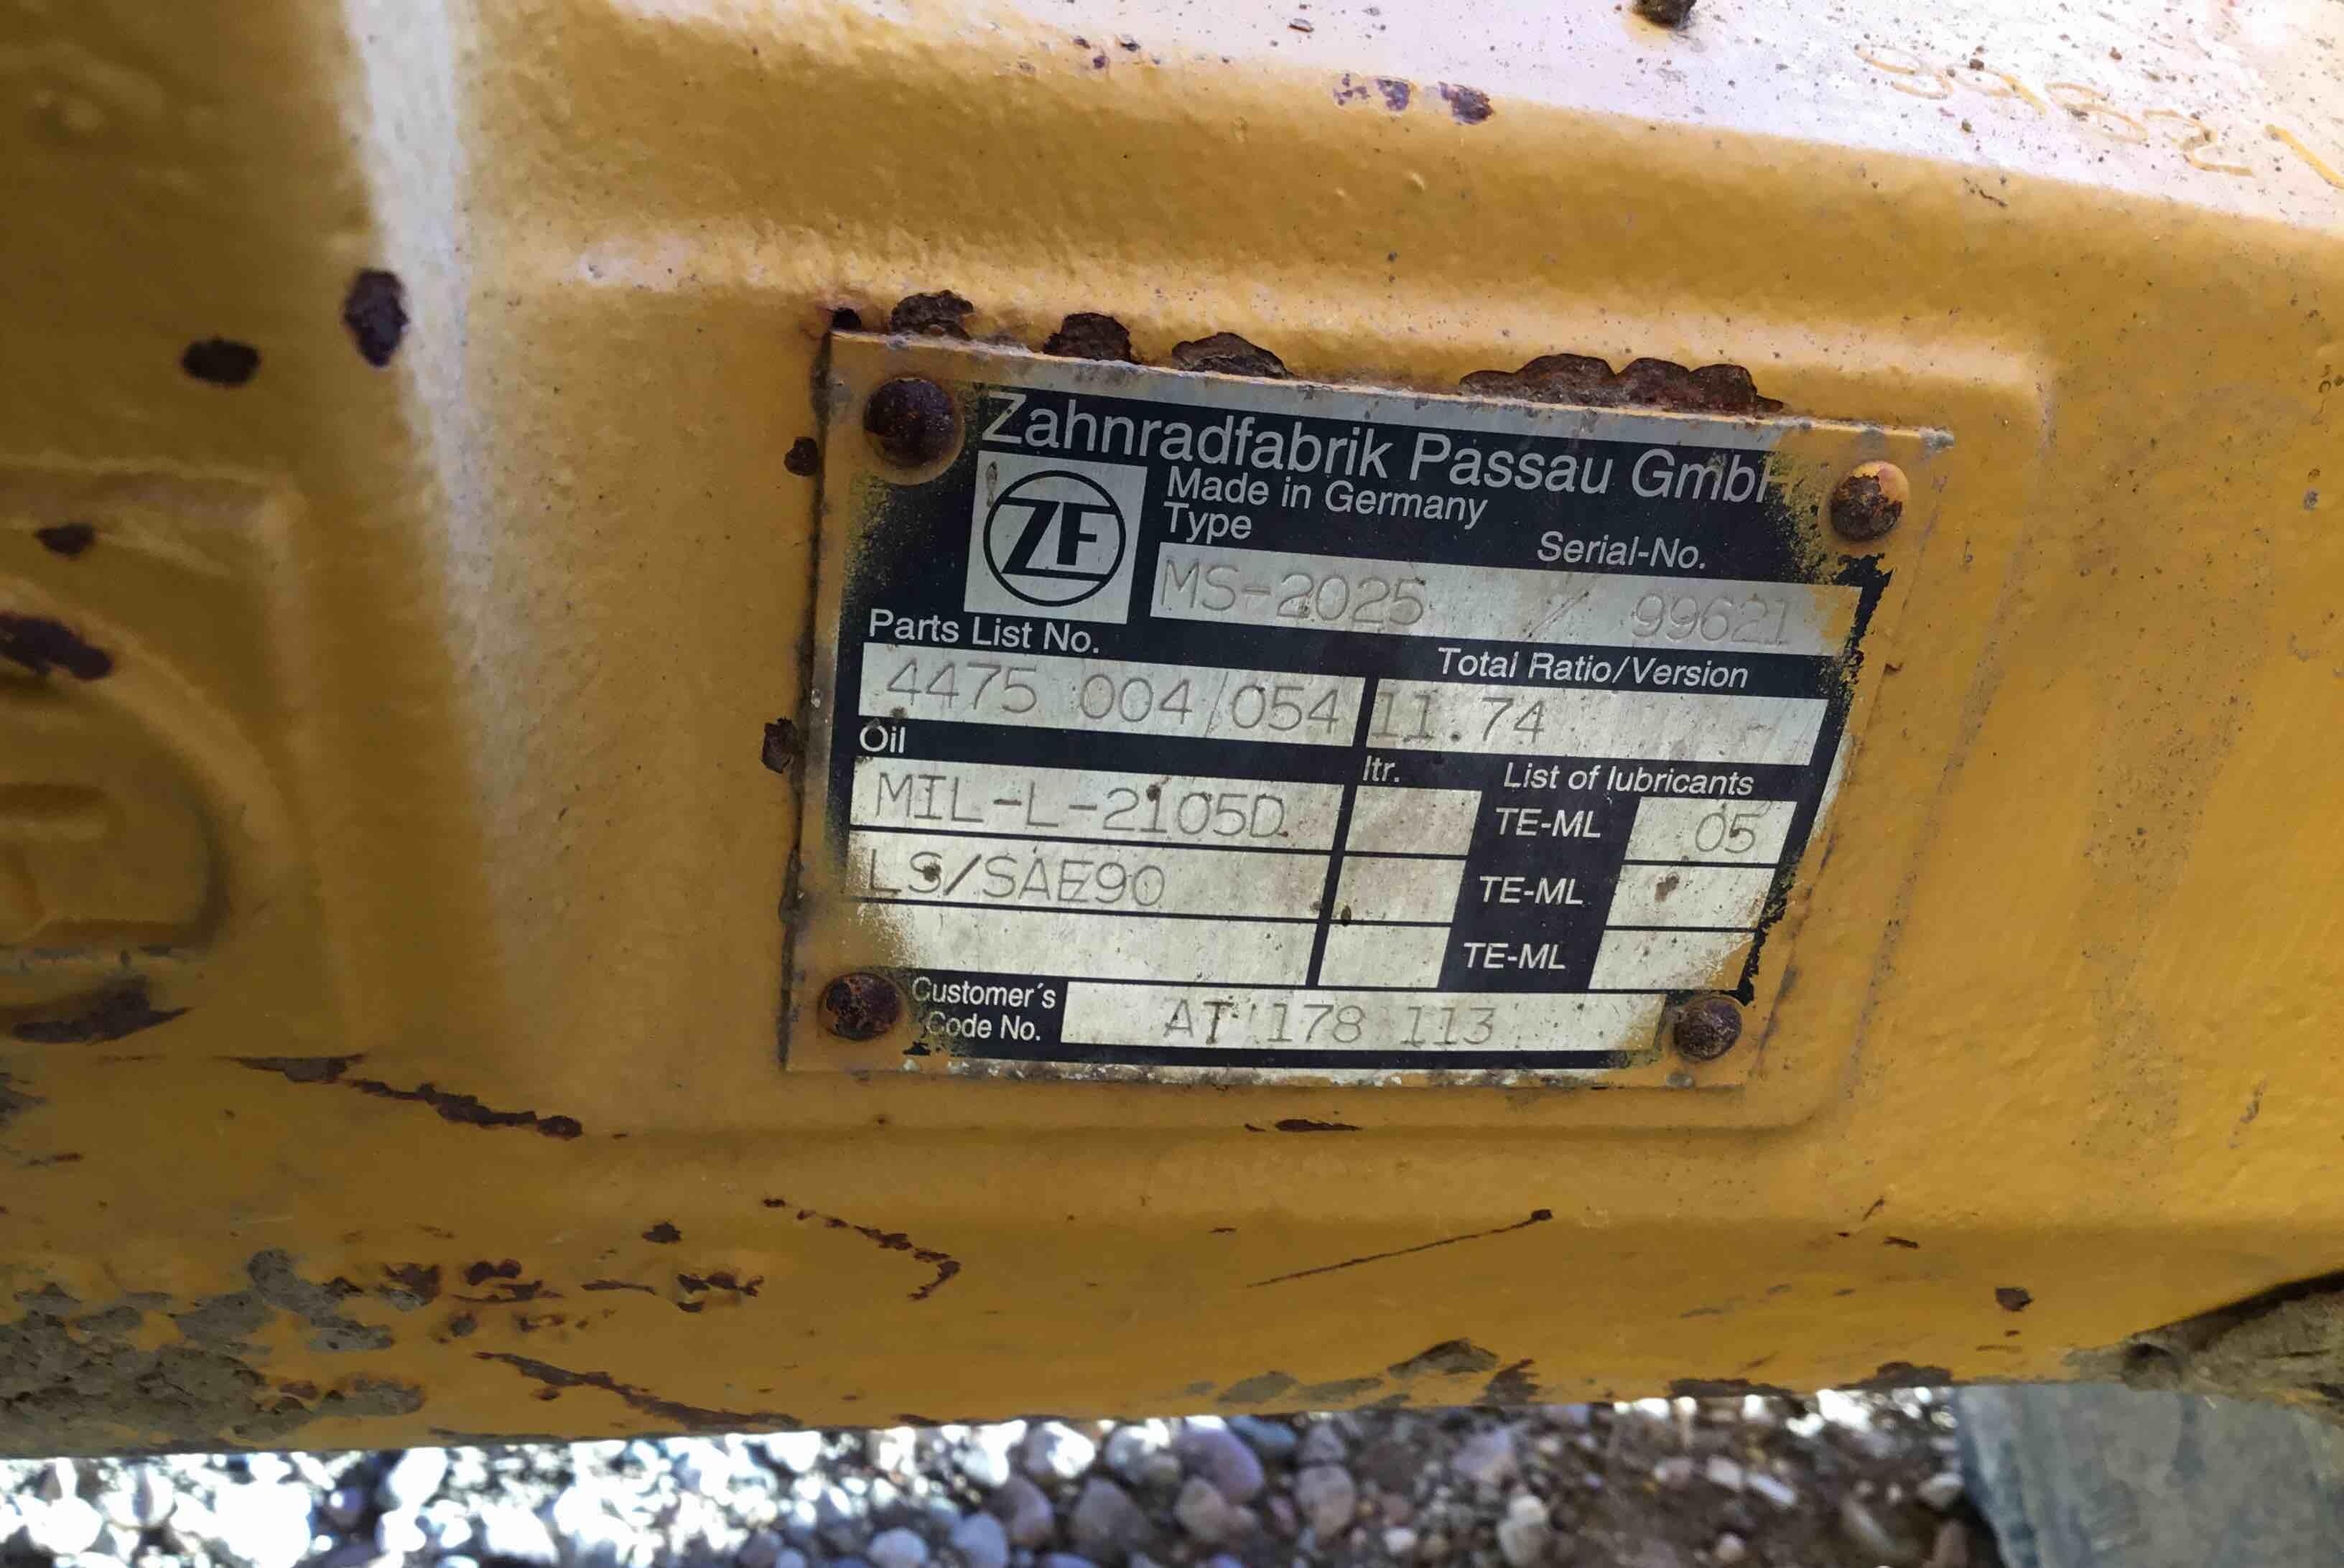 Zahnradfabrik Passau GmbH
ZF
Made in Germany
Type Serial-No.
MS-2025 / 99621
Parts List No. Total Ratio/Version
4475 004/054 11.74 -
Oil ltr. List of lubricants
MIL-L-2105D TE-ML 05
LS/SAE90 TE-ML
TE-ML
Customer´s
Code No. AT 178 113